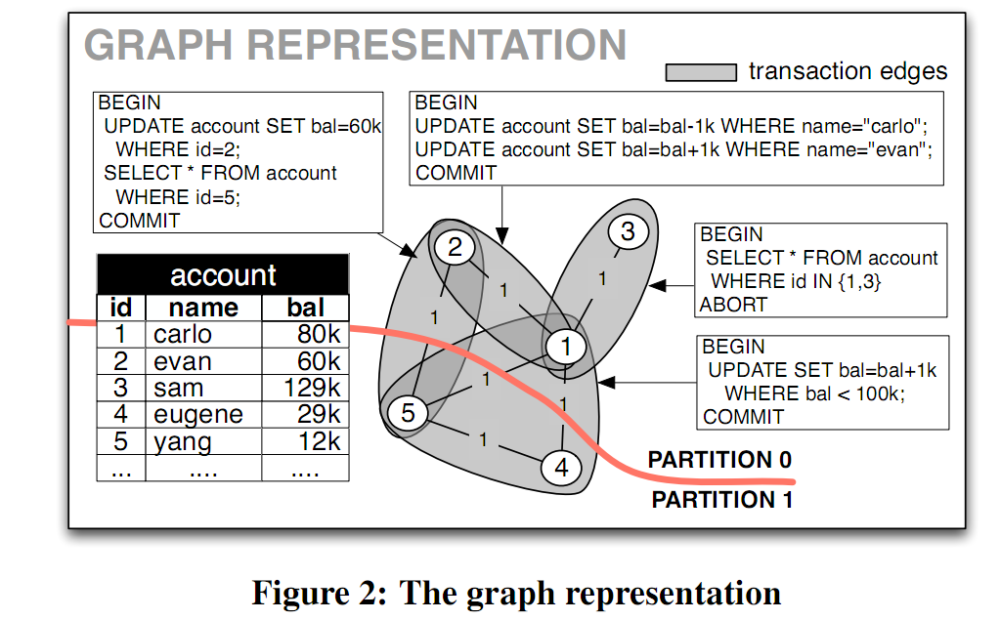 GRAPH REPRESENTATION
transaction edges
BEGIN
UPDATE account SET bal=60k
WHERE id=2;
SELECT * FROM account
WHERE id=5;
COMMIT
BEGIN
UPDATE account SET bal=bal-1k WHERE name="carlo";
UPDATE account SET bal=bal+1k WHERE name="evan";
COMMIT
BEGIN
SELECT * FROM account
WHERE id IN {1,3}
ABORT
BEGIN
UPDATE SET bal=bal+1k
WHERE bal < 100k;
COMMIT
account
id name bal
1 carlo 80k
2 evan 60k
3 sam 129k
4 eugene 29k
5 yang 12k
... .... ....
2
3
1
1
1
1
1
1
5
1
1
4
PARTITION 0
PARTITION 1
Figure 2: The graph representation